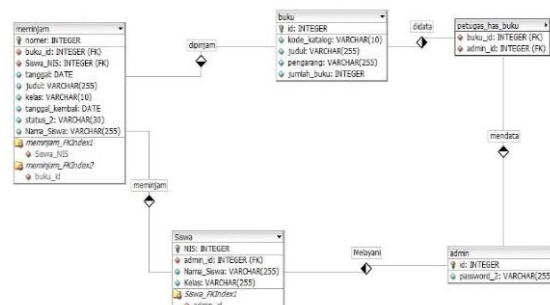 meminjam
nomer: INTEGER
buku_id: INTEGER (FK)
Siswa_NIS: INTEGER (FK)
tanggal: DATE
judul: VARCHAR(255)
kelas: VARCHAR(10)
tanggal_kembali: DATE
status_2: VARCHAR(30)
Nama_Siswa: VARCHAR(255)
meminjam_FKIndex1
Siswa_NIS
meminjam_FKIndex2
buku_id
dipinjam
buku
id: INTEGER
kode_katalog: VARCHAR(10)
judul: VARCHAR(255)
pengarang: VARCHAR(255)
jumlah_buku: INTEGER
didata
petugas_has_buku
buku_id: INTEGER (FK)
admin_id: INTEGER (FK)
mendata
meminjam
Siswa
NIS: INTEGER
admin_id: INTEGER (FK)
Nama_Siswa: VARCHAR(255)
Kelas: VARCHAR(255)
Siswa_FKIndex1
admin_id
Melayani
admin
id: INTEGER
password_2: VARCHAR(255)